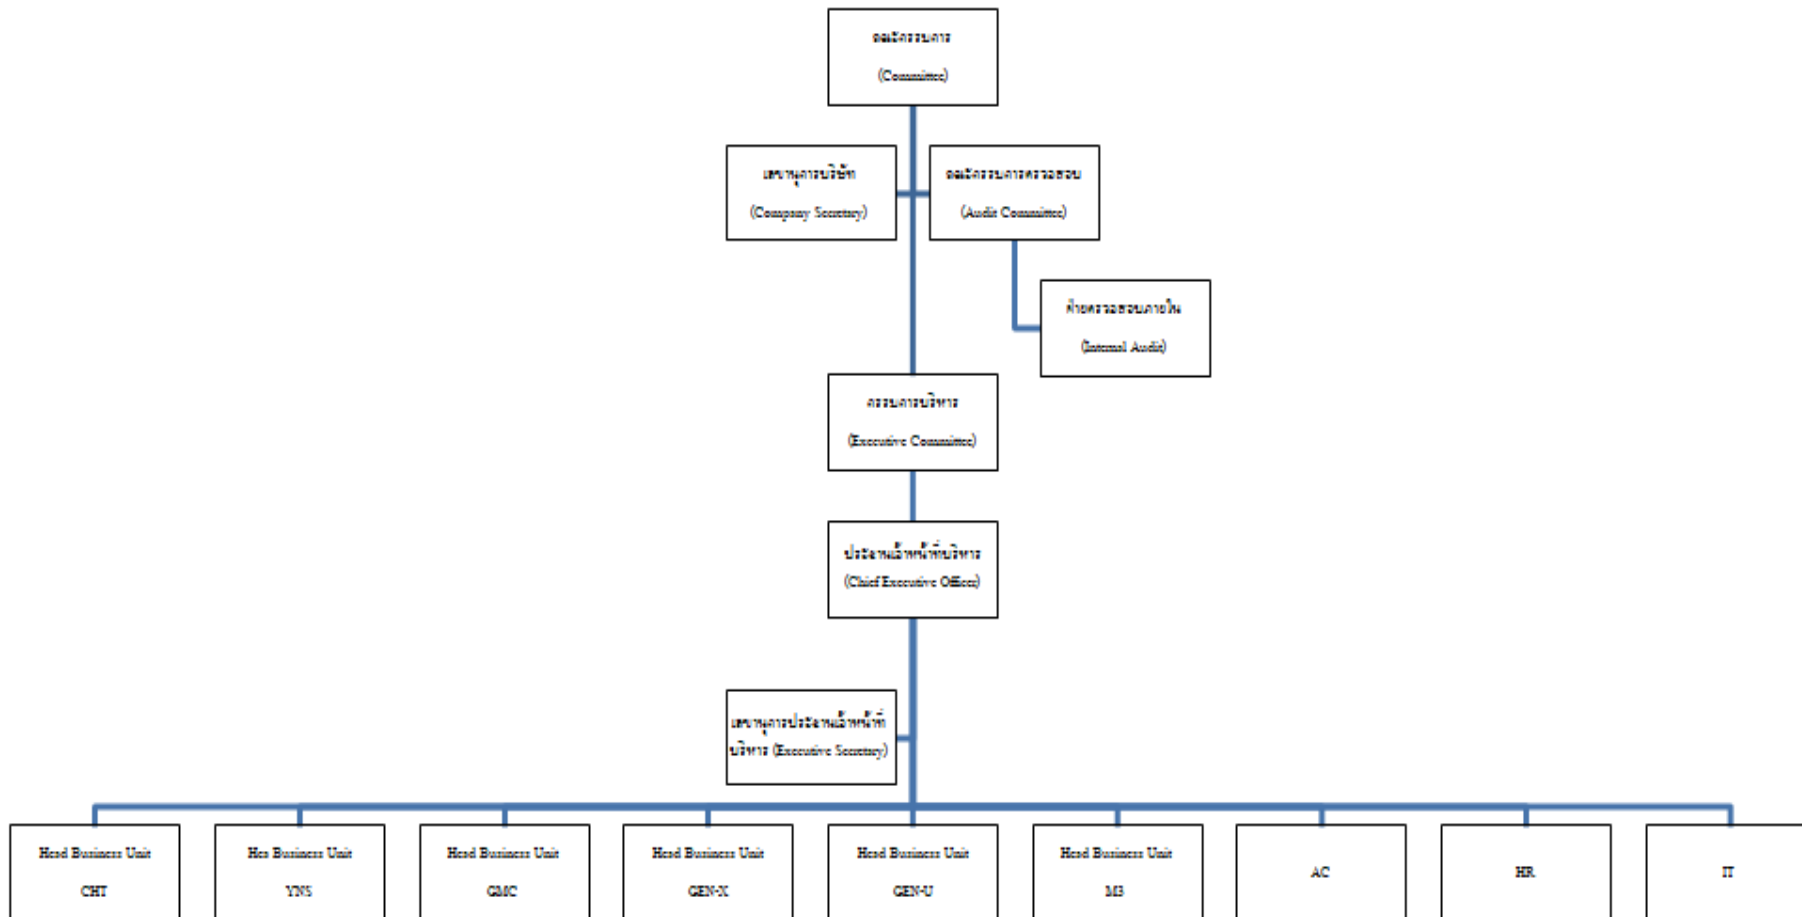 คณะกรรมการ
(Committee)
เลขานุการบริษัท
(Company Secretary)
คณะกรรมการตรวจสอบ
(Audit Committee)
ฝ่ายตรวจสอบภายใน
(Internal Audit)
กรรมการบริหาร
(Executive Committee)
ประธานเจ้าหน้าที่บริหาร
(Chief Executive Officer)
เลขานุการประธานเจ้าหน้าที่
บริหาร (Executive Secretary)
Head Business Unit
CHT
Hea Business Unit
YNS
Head Business Unit
GMC
Head Business Unit
GEN-X
Head Business Unit
GEN-U
Head Business Unit
M3
AC
HR
IT